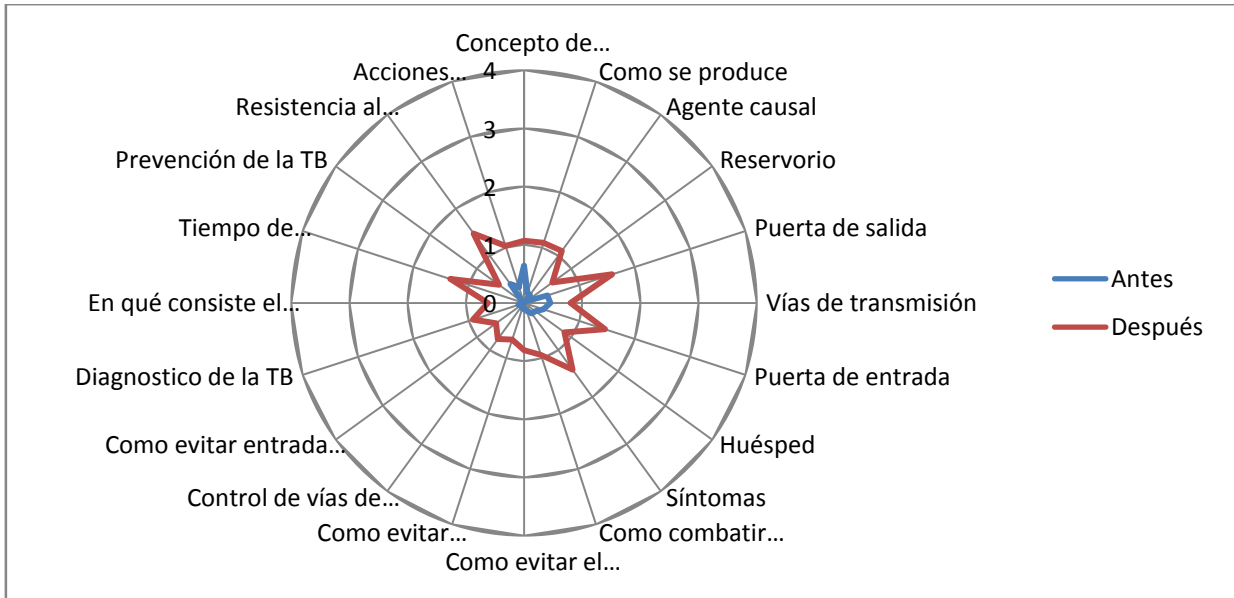 Concepto de...
Como se produce
Agente causal
Reservorio
Puerta de salida
Vías de transmisión
Puerta de entrada
Huésped
Síntomas
Como combatir...
Como evitar el...
Como evitar...
Control de vías de...
Como evitar entrada...
Diagnostico de la TB
En qué consiste el...
Tiempo de...
Prevención de la TB
Resistencia al...
Acciones...
4
3
2
1
0
Antes
Después